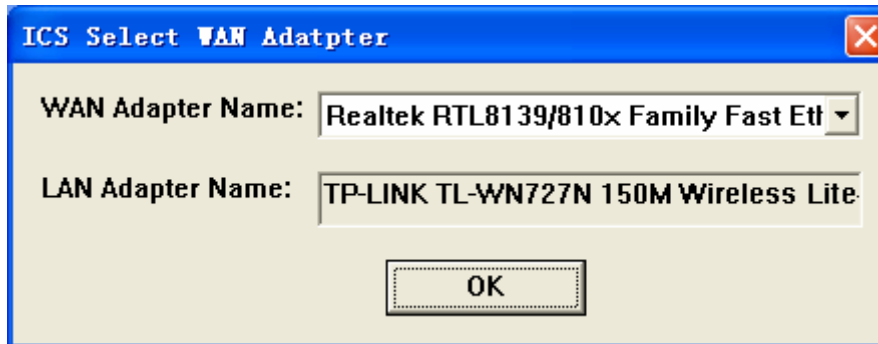 ICS Select WAN Adatpter
WAN Adapter Name: Realtek RTL8139/810x Family Fast Eth
LAN Adapter Name: TP-LINK TL-WN727N 150M Wireless Lite-
OK